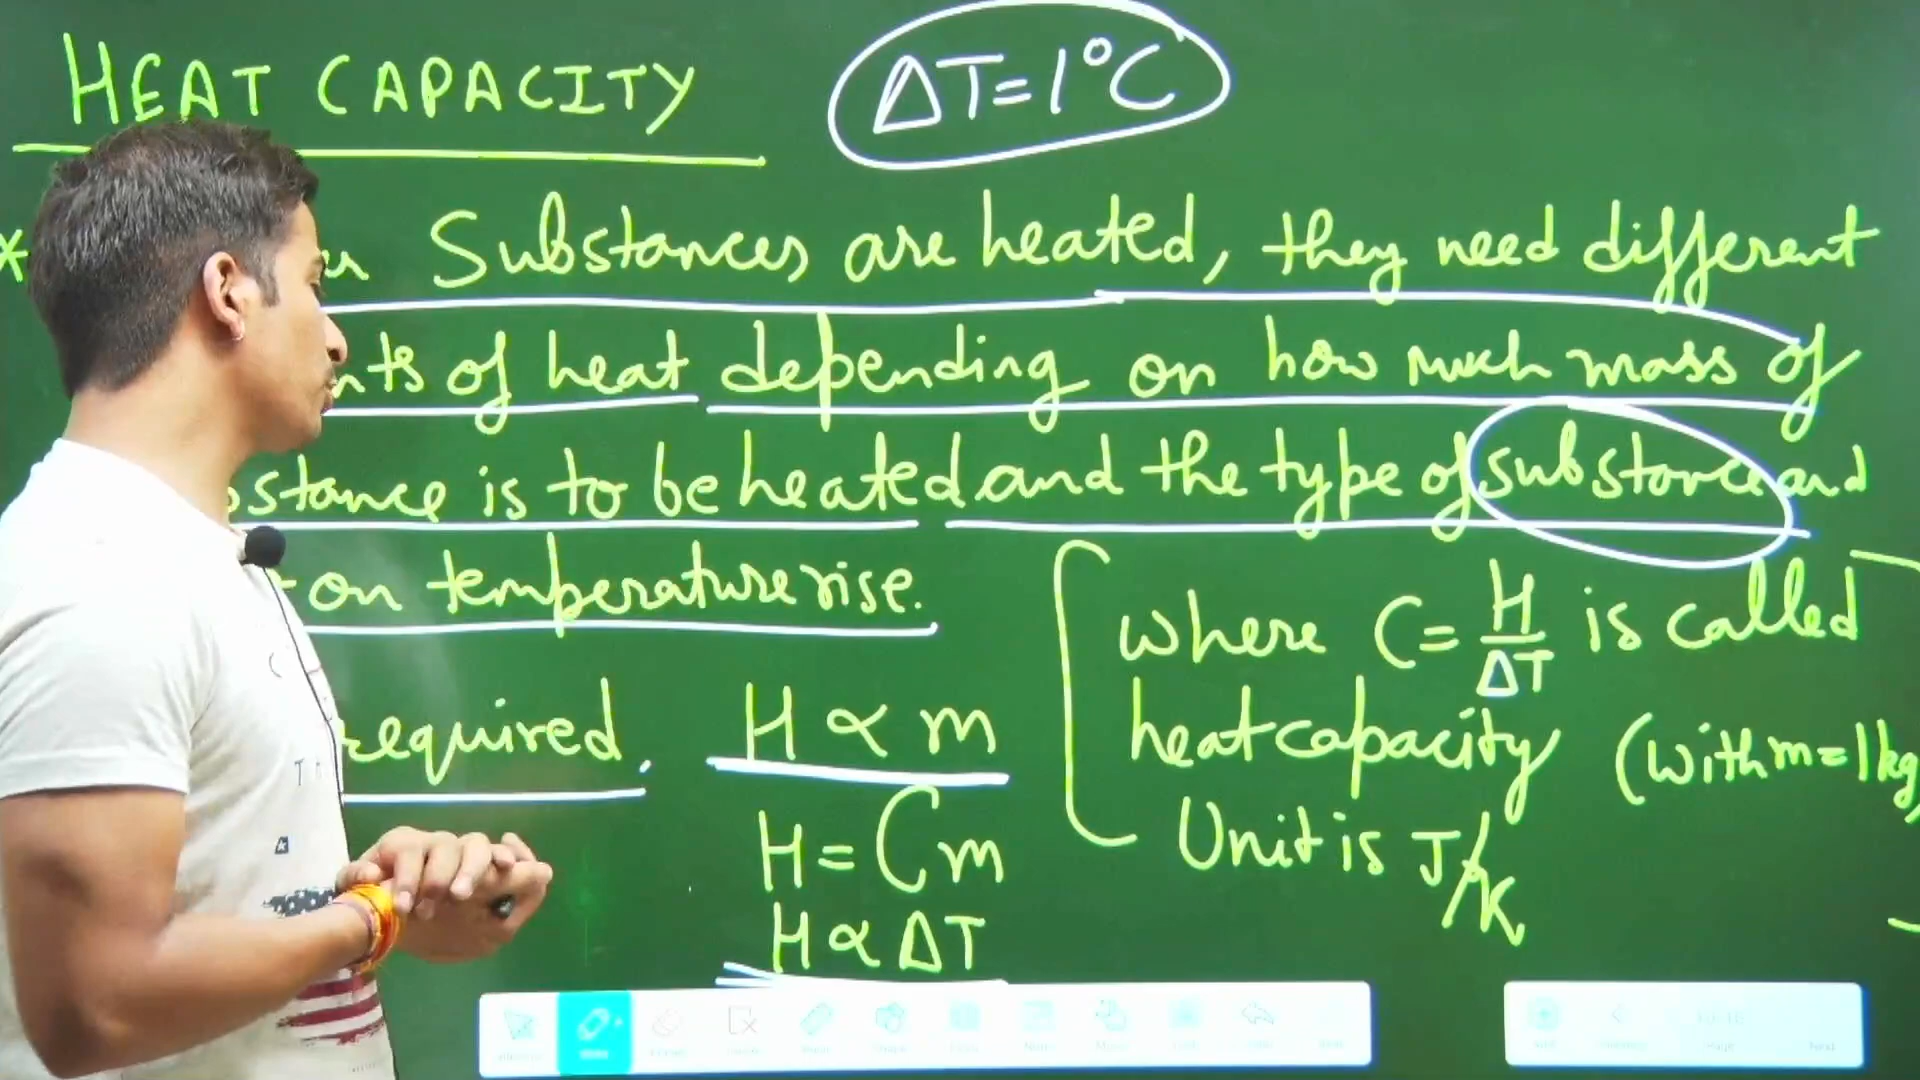 HEAT CAPACITY
ΔT=1°C
* Substances are heated, they need different
nts of heat depending on how much mass of
stance is to be heated and the type of substance and
on temperature rise.
required.
H ∝ m
H = Cm
H ∝ ΔT
where C = H/ΔT is called
heat capacity (with m = 1kg)
Unit is J/K